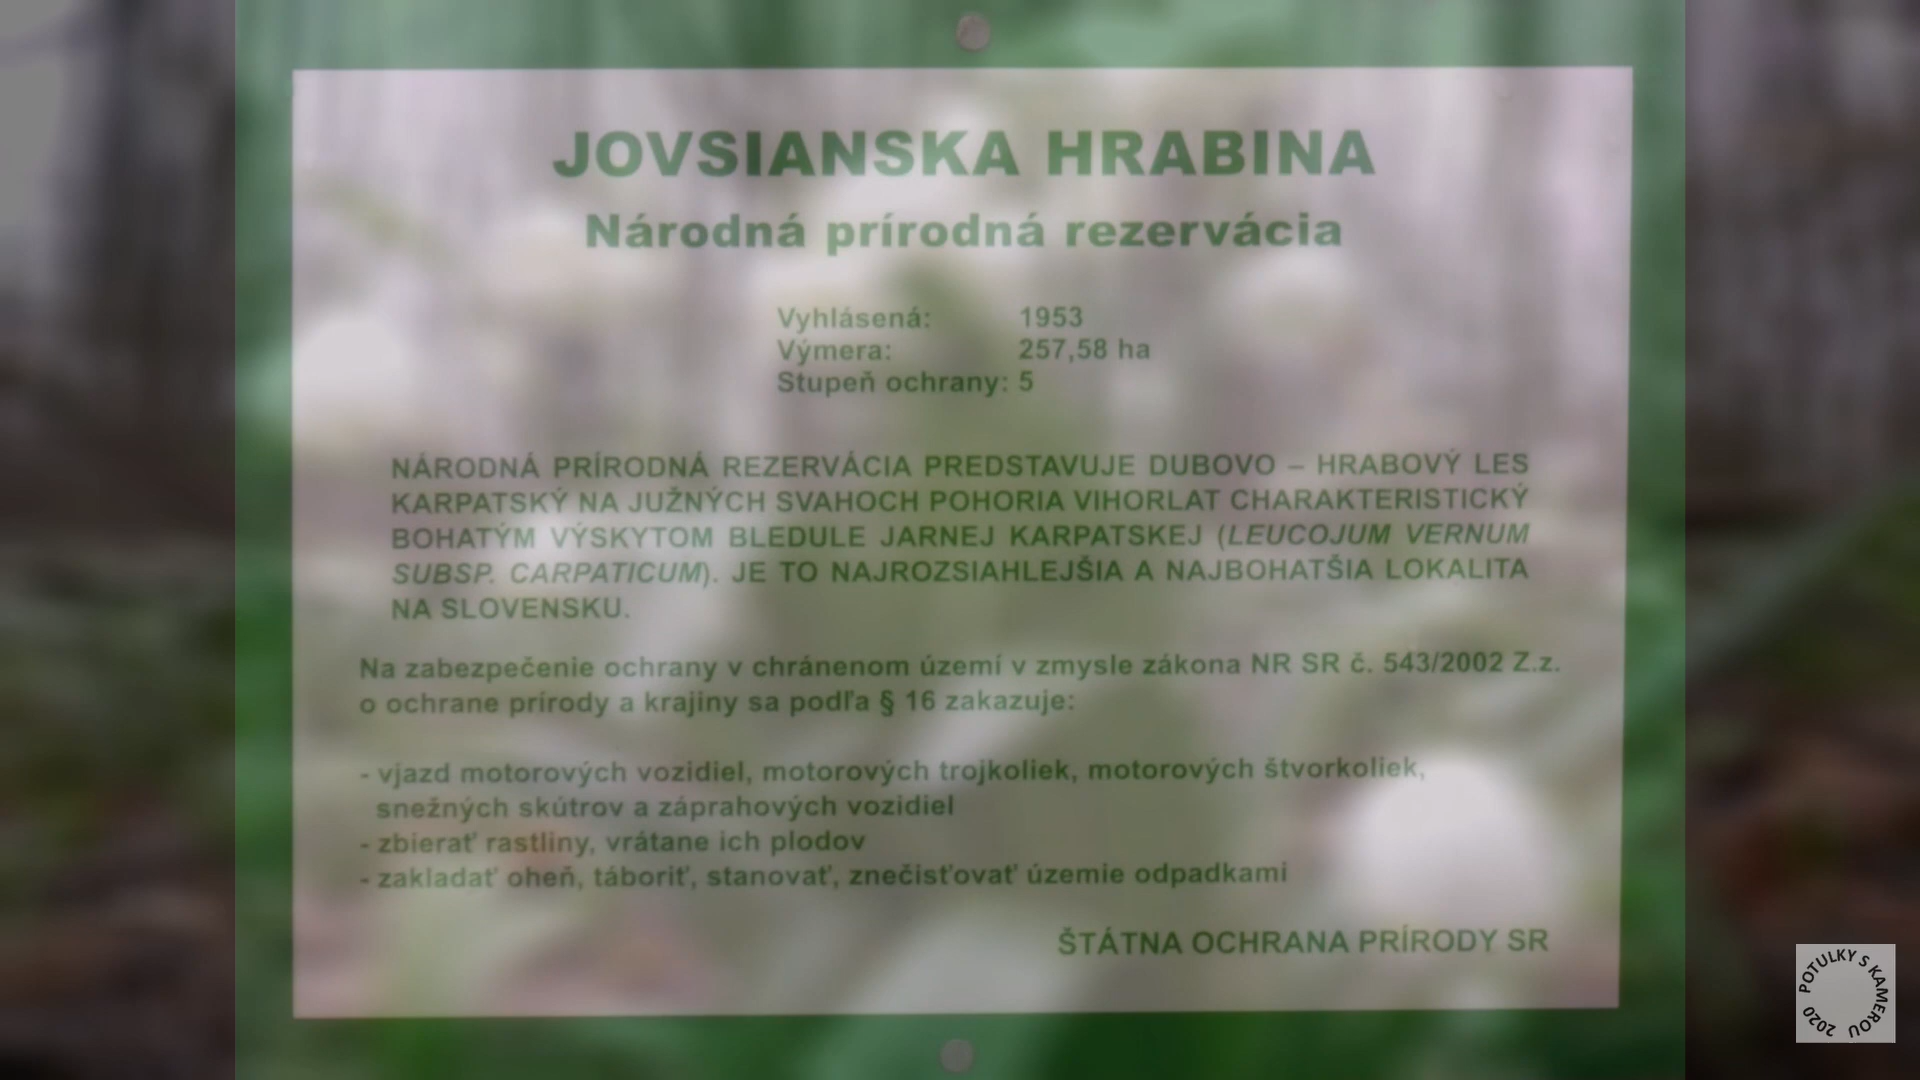 JOVSIANSKA HRABINA
Národná prírodná rezervácia
Vyhlásená: 1953
Výmera: 257,58 ha
Stupeň ochrany: 5
NÁRODNÁ PRÍRODNÁ REZERVÁCIA PREDSTAVUJE DUBOVO – HRABOVÝ LES
KARPATSKÝ NA JUŽNÝCH SVAHOCH POHORIA VIHORLAT CHARAKTERISTICKÝ
BOHATÝM VÝSKYTOM BLEDULE JARNEJ KARPATSKEJ (LEUCOJUM VERNUM
SUBSP. CARPATICUM). JE TO NAJROZSIAHLEJŠIA A NAJBOHATŠIA LOKALITA
NA SLOVENSKU.
Na zabezpečenie ochrany v chránenom území v zmysle zákona NR SR č. 543/2002 Z.z.
o ochrane prírody a krajiny sa podľa § 16 zakazuje:
- vjazd motorových vozidiel, motorových trojkoliek, motorových štvorkoliek,
snežných skútrov a záprahových vozidiel
- zbierať rastliny, vrátane ich plodov
- zakladať oheň, táboriť, stanovať, znečisťovať územie odpadkami
ŠTÁTNA OCHRANA PRÍRODY SR
POTULKY S KAMEROU 2020